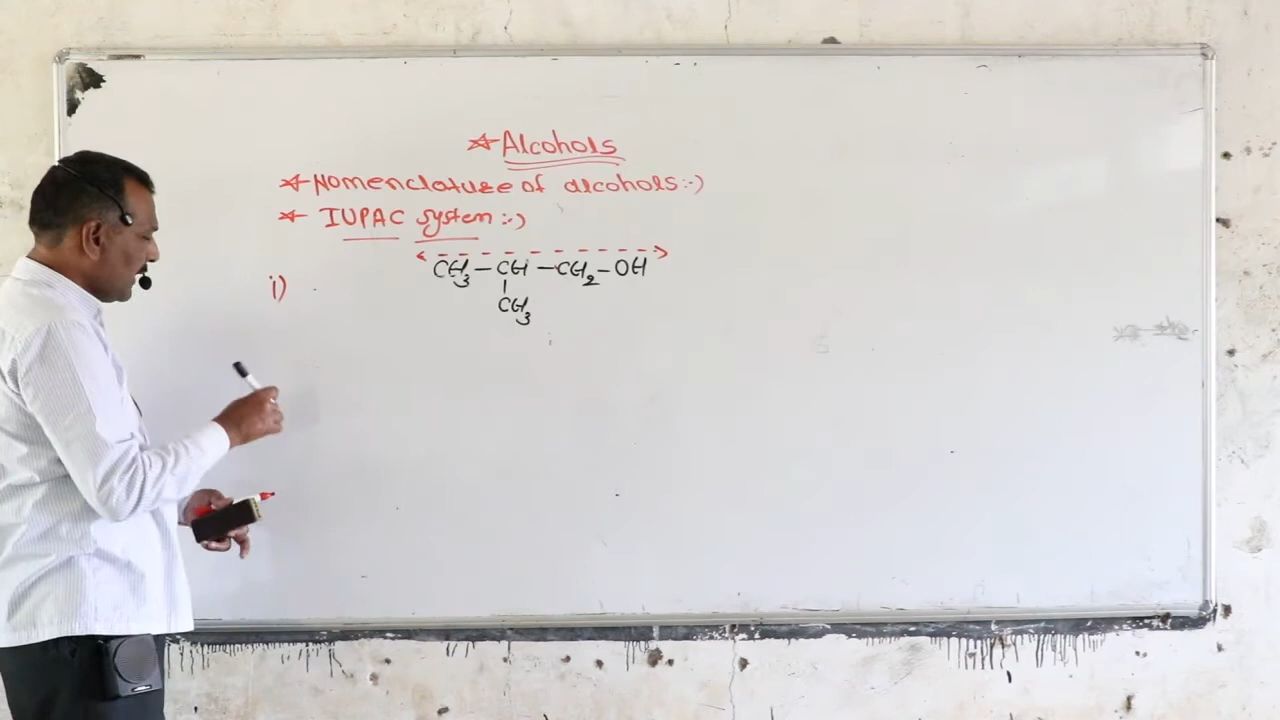 ☆ Alcohols
☆ Nomenclature of alcohols:-)
☆ IUPAC system:-)
i) CH3 – CH – CH2 – OH
|
CH3